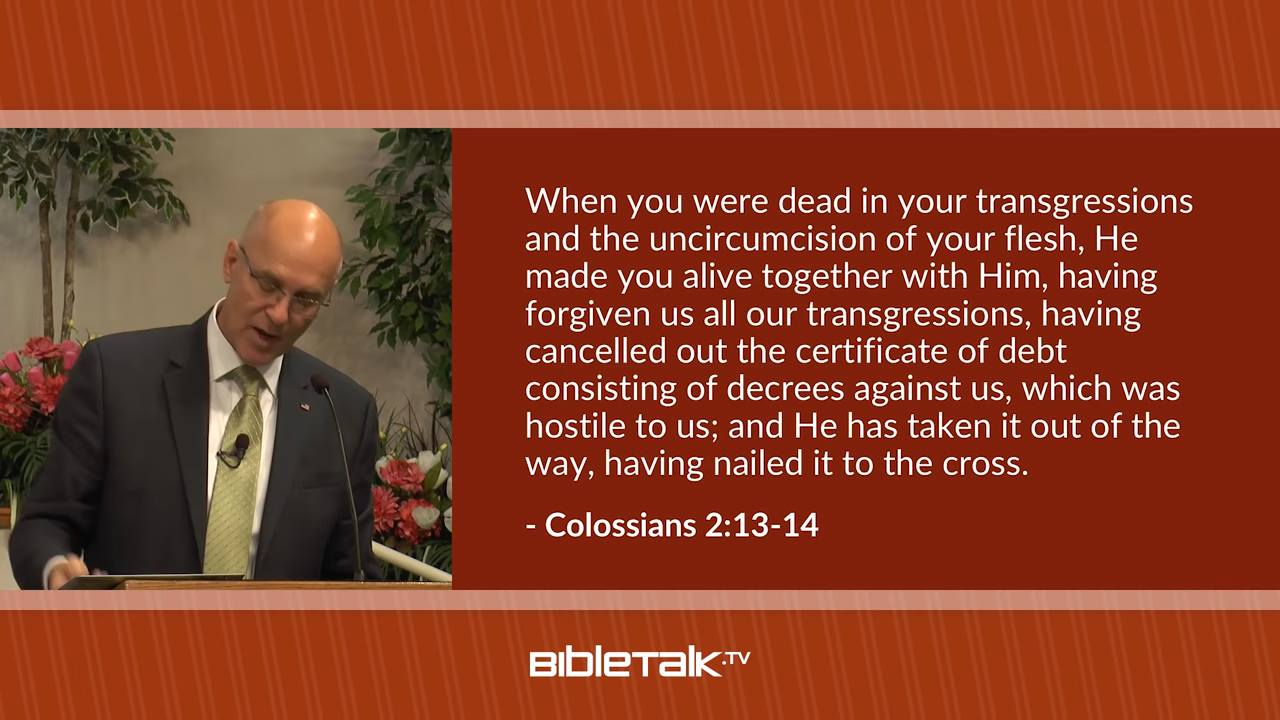 When you were dead in your transgressions
and the uncircumcision of your flesh, He
made you alive together with Him, having
forgiven us all our transgressions, having
cancelled out the certificate of debt
consisting of decrees against us, which was
hostile to us; and He has taken it out of the
way, having nailed it to the cross.
- Colossians 2:13-14
BIBLETALK.TV